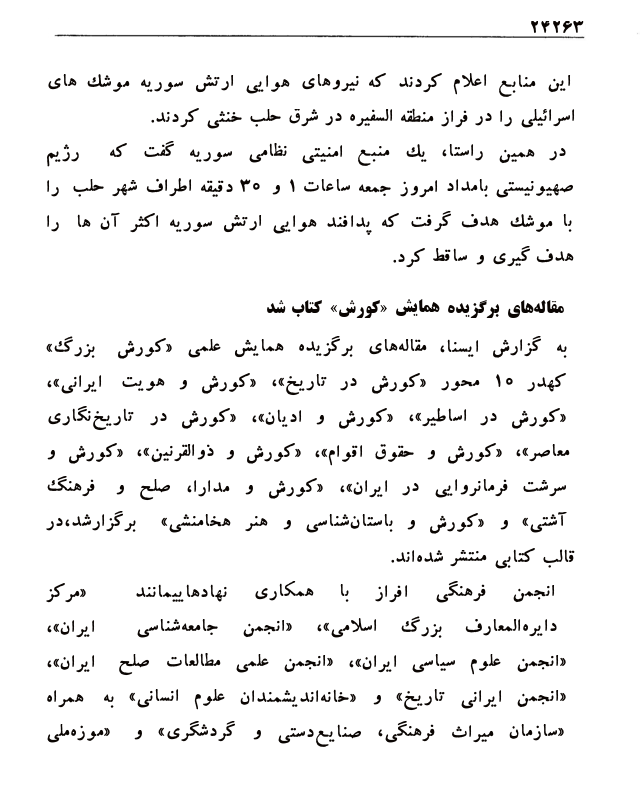 ۲۴۲۶۳
این منابع اعلام کردند که نیروهای هوایی ارتش سوریه موشك های
اسرائیلی را در فراز منطقه السفیره در شرق حلب خنثی کردند.
در همین راستا، یك منبع امنیتی نظامی سوریه گفت که رژیم
صهیونیستی بامداد امروز جمعه ساعات ۱ و ۳۰ دقیقه اطراف شهر حلب را
با موشك هدف گرفت که پدافند هوایی ارتش سوریه اکثر آن ها را
هدف گیری و ساقط کرد.
مقاله‌های برگزیده همایش «کورش» کتاب شد
به گزارش ایسنا، مقاله‌های برگزیده همایش علمی «کورش بزرگ»
کهدر ۱۰ محور «کورش در تاریخ»، «کورش و هویت ایرانی»،
«کورش در اساطیر»، «کورش و ادیان»، «کورش در تاریخ‌نگاری
معاصر»، «کورش و حقوق اقوام»، «کورش و ذوالقرنین»، «کورش و
سرشت فرمانروایی در ایران»، «کورش و مدارا، صلح و فرهنگ
آشتی» و «کورش و باستان‌شناسی و هنر هخامنشی» برگزارشد،در
قالب کتابی منتشر شده‌اند.
انجمن فرهنگی افراز با همکاری نهادهاییمانند «مرکز
دایره‌المعارف بزرگ اسلامی»، «انجمن جامعه‌شناسی ایران»،
«انجمن علوم سیاسی ایران»، «انجمن علمی مطالعات صلح ایران»،
«انجمن ایرانی تاریخ» و «خانه‌اندیشمندان علوم انسانی» به همراه
«سازمان میراث فرهنگی، صنایع‌دستی و گردشگری» و «موزه‌ملی